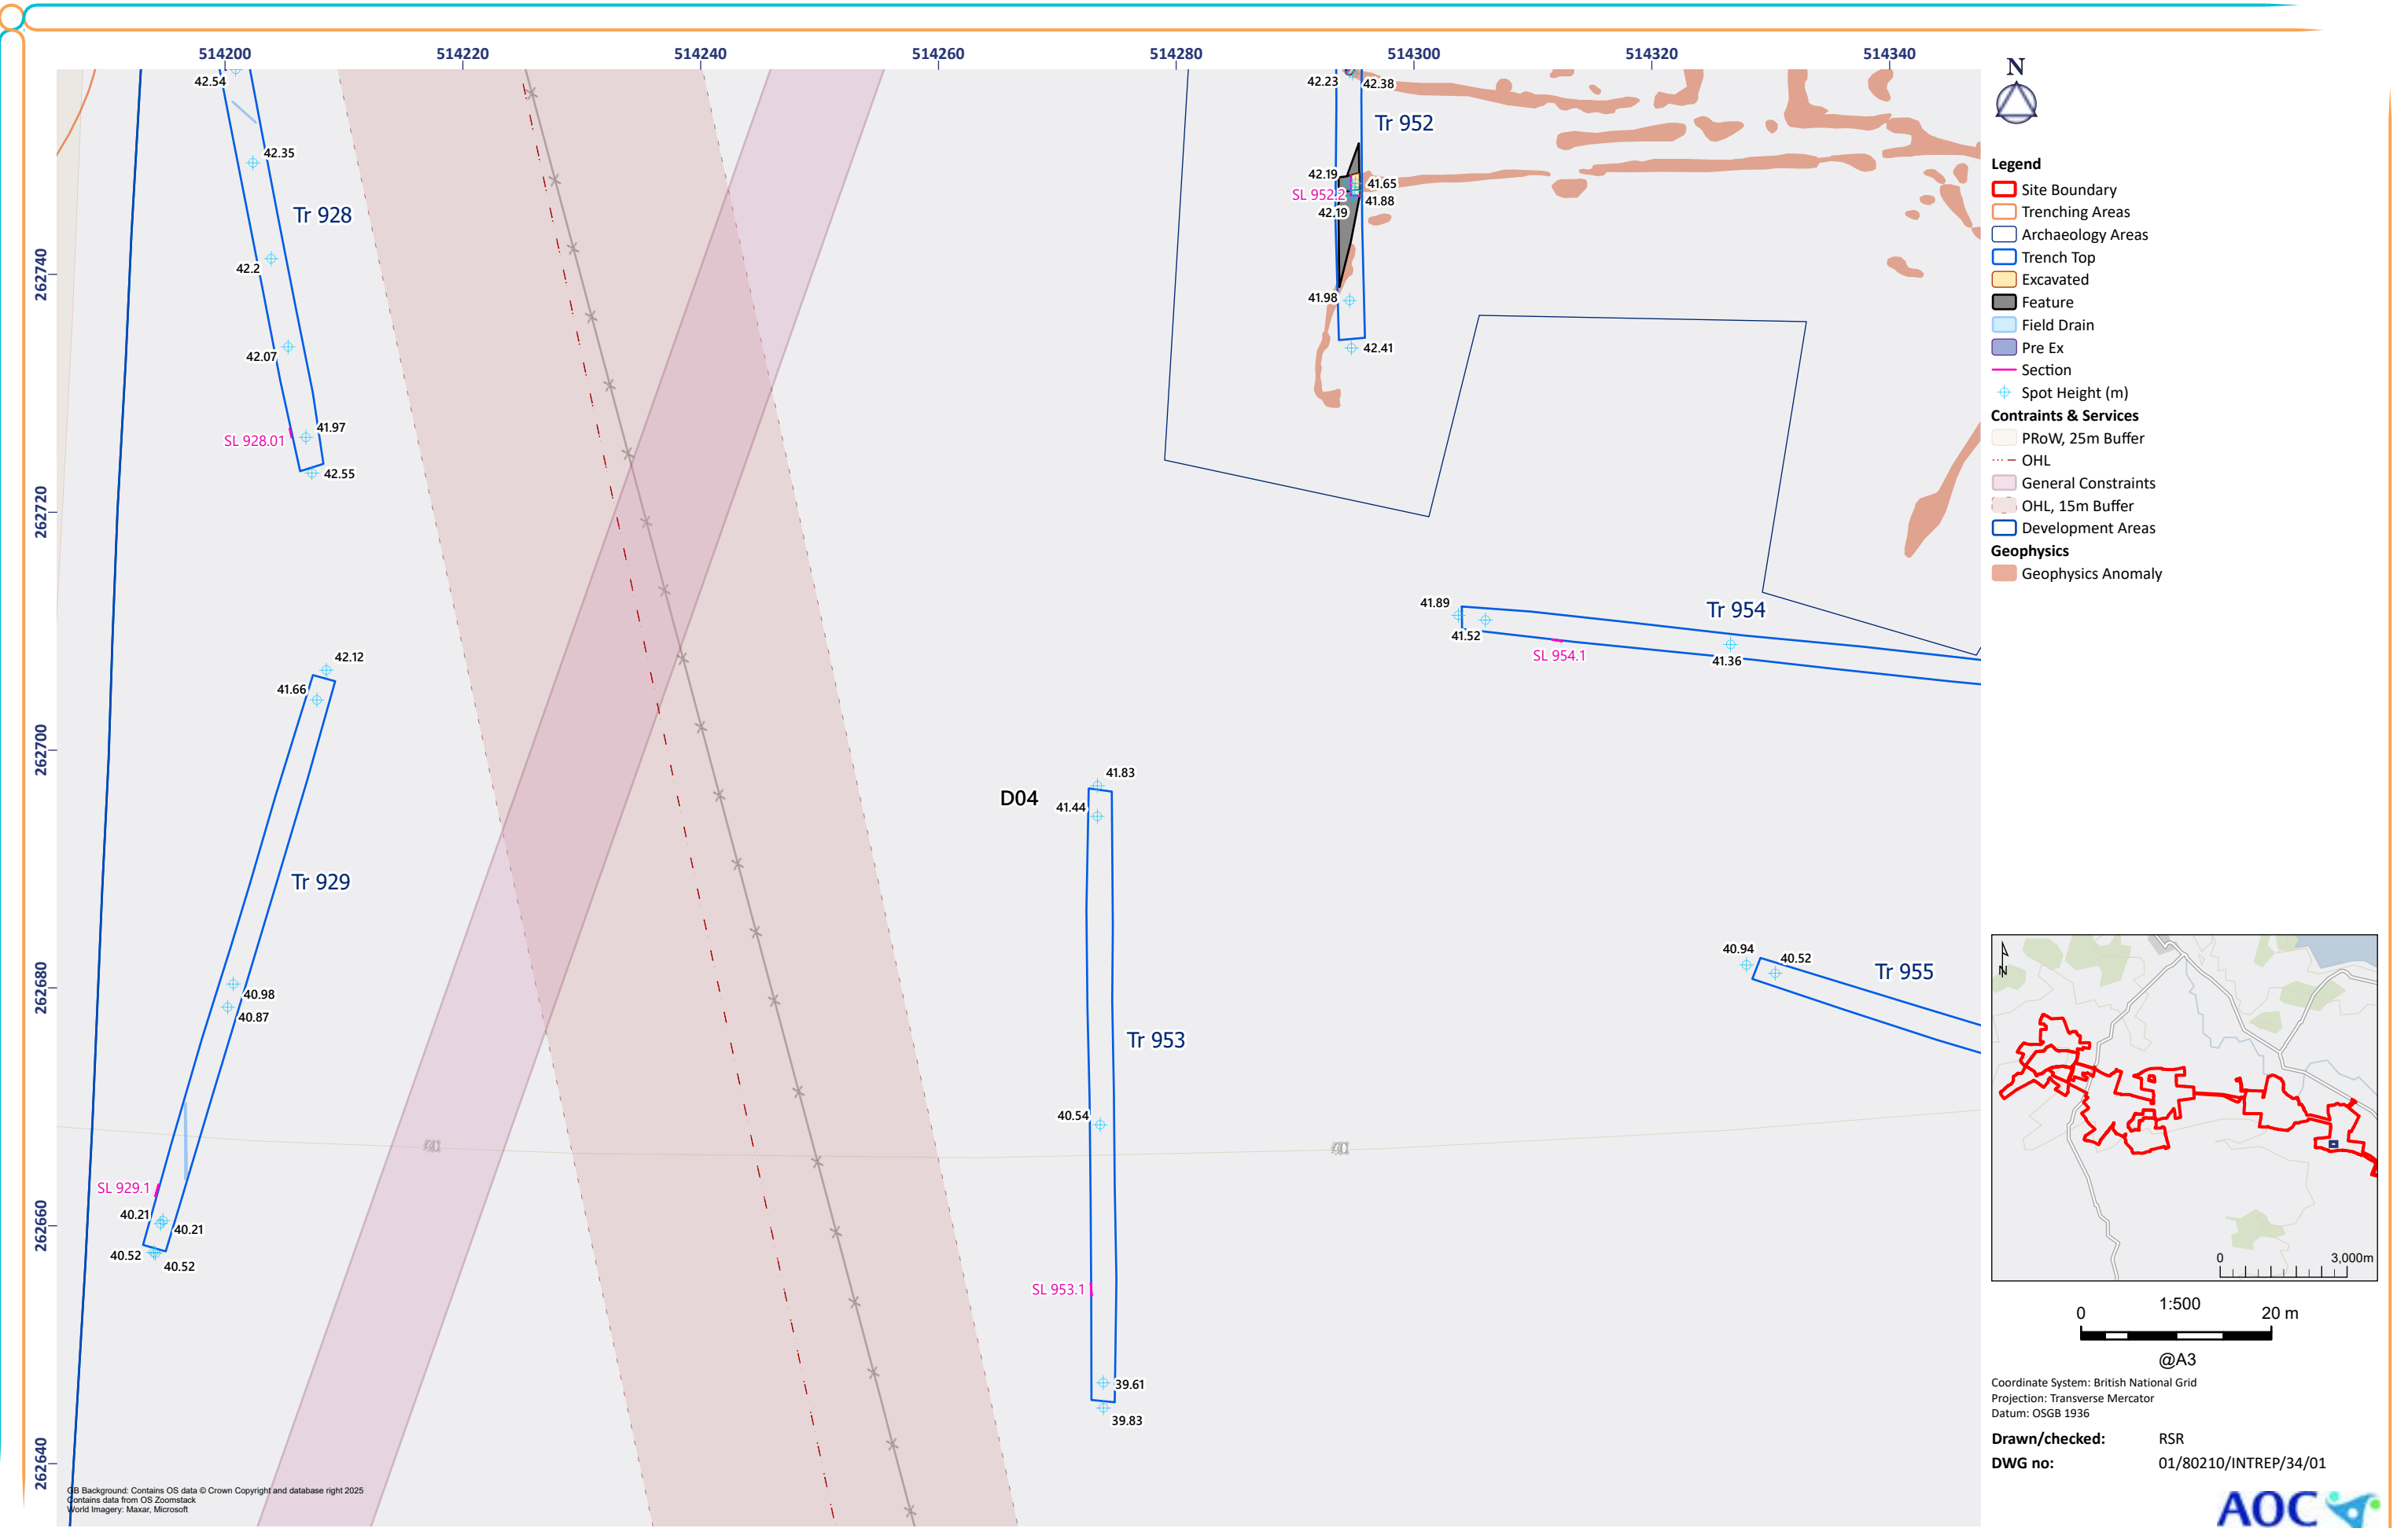 514200 514220 514240 514260 514280 514300 514320 514340
262740
262720
262700
262680
262660
262640
42.54
42.35
Tr 928
42.2
42.07
41.97
SL 928.01
42.55
42.12
41.66
Tr 929
40.98
40.87
SL 929.1
40.21
40.21
40.52
40.52
40
40
42.23
42.38
Tr 952
42.19
41.65
SL 952.2
41.88
42.19
41.98
42.41
41.89
Tr 954
41.52
SL 954.1
41.36
41.83
D04
41.44
Tr 953
40.54
SL 953.1
39.61
39.83
40.94
40.52
Tr 955
GB Background: Contains OS data © Crown Copyright and database right 2025
Contains data from OS Zoomstack
World Imagery: Maxar, Microsoft
N
Legend
Site Boundary
Trenching Areas
Archaeology Areas
Trench Top
Excavated
Feature
Field Drain
Pre Ex
Section
Spot Height (m)
Contraints & Services
PRoW, 25m Buffer
OHL
General Constraints
OHL, 15m Buffer
Development Areas
Geophysics
Geophysics Anomaly
N
0 3,000m
1:500
0 20 m
@A3
Coordinate System: British National Grid
Projection: Transverse Mercator
Datum: OSGB 1936
Drawn/checked: RSR
DWG no: 01/80210/INTREP/34/01
AOC